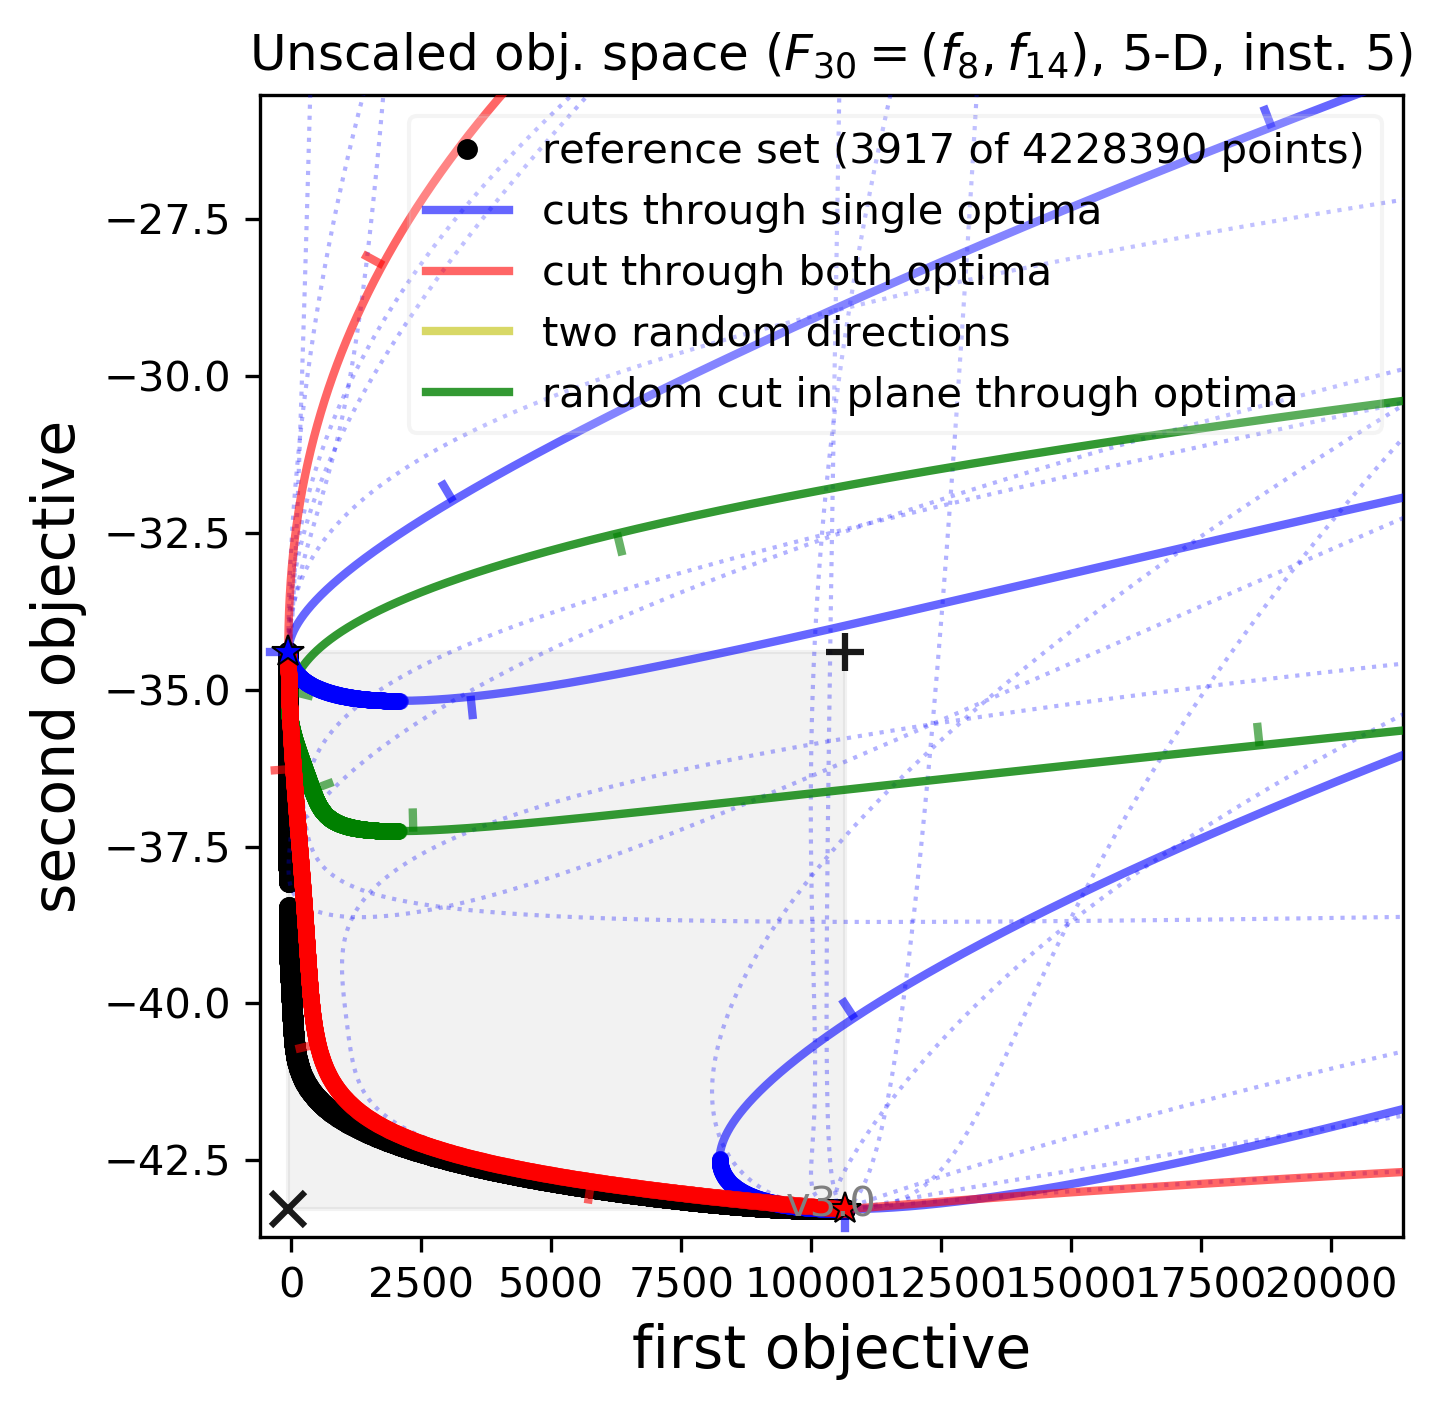 Unscaled obj. space (F₃₀ = (f₈, f₁₄), 5-D, inst. 5)
reference set (3917 of 4228390 points)
cuts through single optima
cut through both optima
two random directions
random cut in plane through optima
second objective
−27.5
−30.0
−32.5
−35.0
−37.5
−40.0
−42.5
v3.0
0 2500 5000 7500 10000 12500 15000 17500 20000
first objective